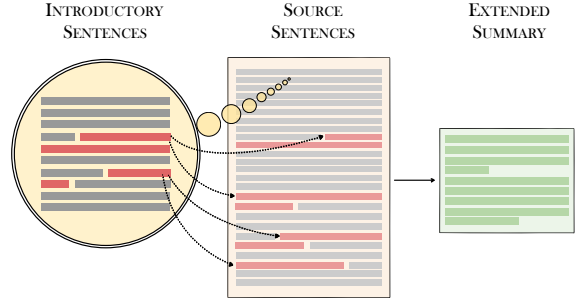 INTRODUCTORY
SENTENCES
SOURCE
SENTENCES
EXTENDED
SUMMARY